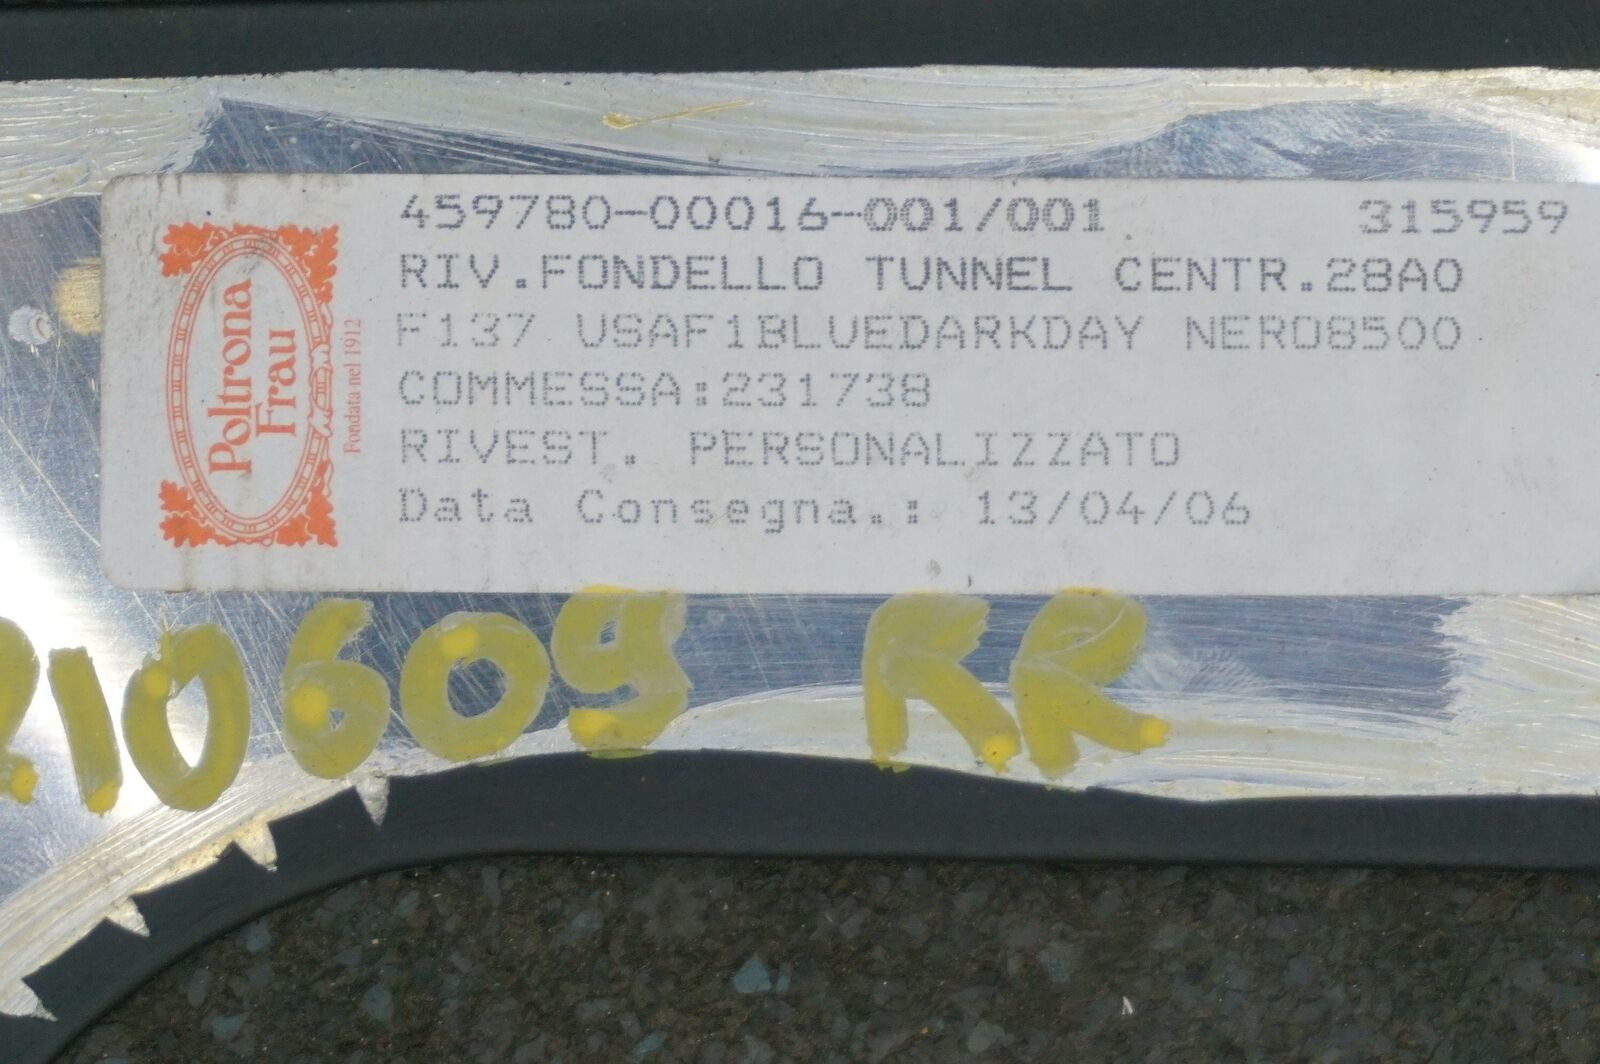 459780-00016-001/001 315959
RIV.FONDELLO TUNNEL CENTR.28A0
F137 USAF1BLUEDARKDAY NERO8500
COMMESSA:231738
RIVEST. PERSONALIZZATO
Data Consegna.: 13/04/06
Poltrona
Frau
Fondata nel 1912
210609 RR